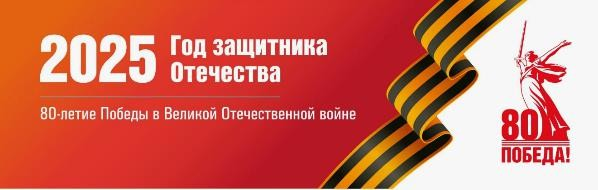 2025
Год защитника
Отечества
80-летие Победы в Великой Отечественной войне
80
ПОБЕДА!